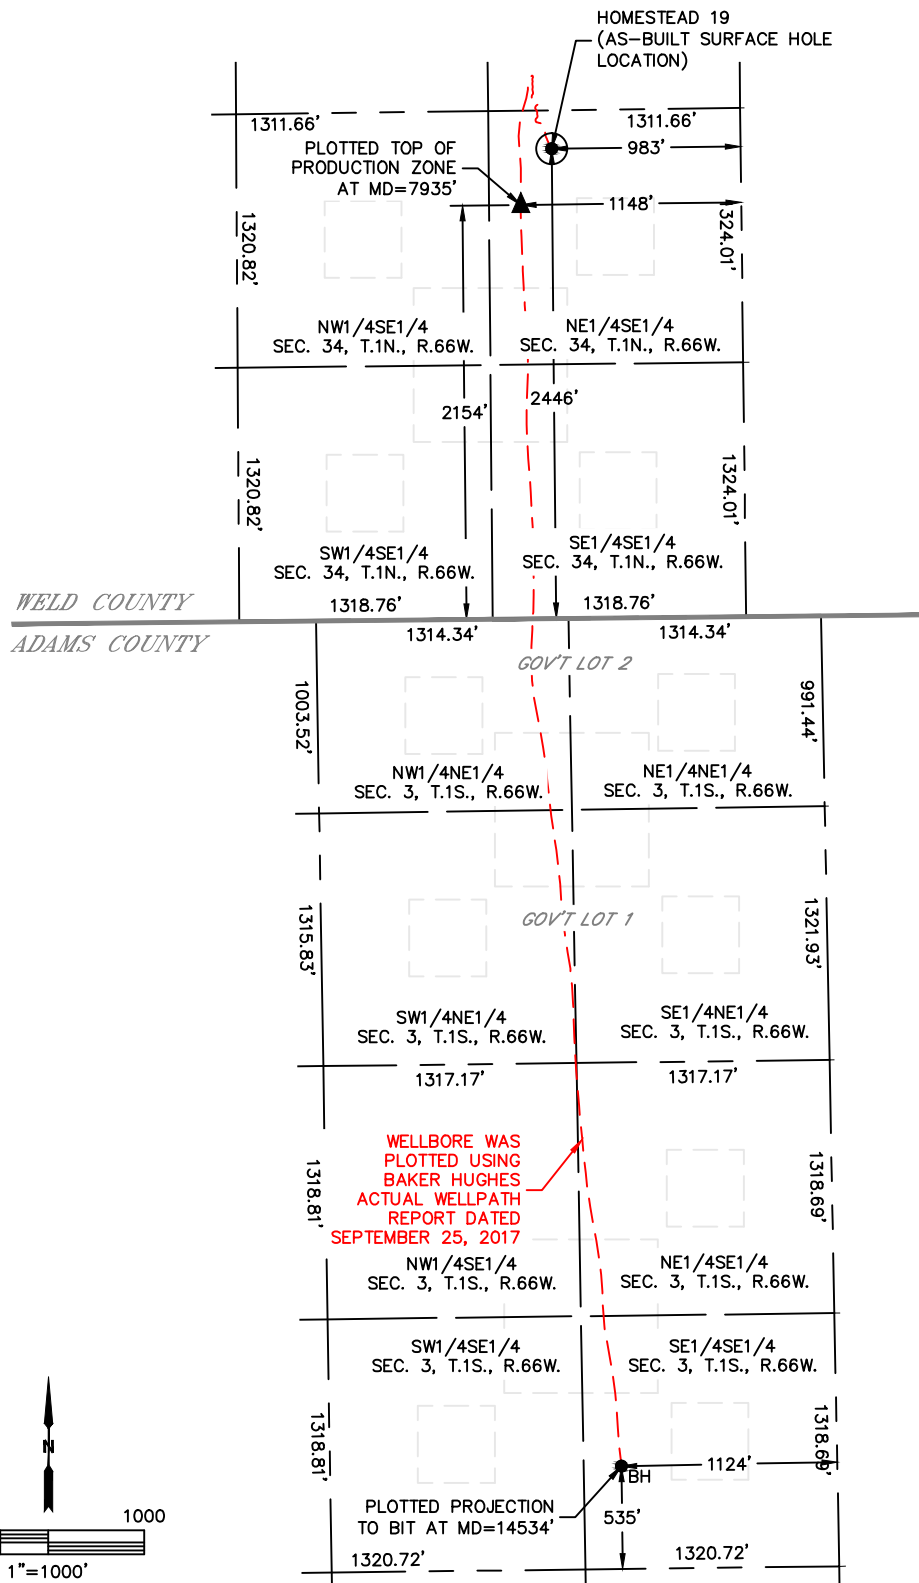 HOMESTEAD 19
(AS-BUILT SURFACE HOLE
LOCATION)
1311.66'
1311.66'
983'
PLOTTED TOP OF
PRODUCTION ZONE
AT MD=7935'
1148'
1320.82'
1324.01'
NW1/4SE1/4
SEC. 34, T.1N., R.66W.
NE1/4SE1/4
SEC. 34, T.1N., R.66W.
2154'
2446'
1320.82'
1324.01'
SW1/4SE1/4
SEC. 34, T.1N., R.66W.
SE1/4SE1/4
SEC. 34, T.1N., R.66W.
WELD COUNTY
1318.76'
1318.76'
ADAMS COUNTY
1314.34'
1314.34'
GOV'T LOT 2
1003.52'
991.44'
NW1/4NE1/4
SEC. 3, T.1S., R.66W.
NE1/4NE1/4
SEC. 3, T.1S., R.66W.
GOV'T LOT 1
1315.83'
1321.93'
SW1/4NE1/4
SEC. 3, T.1S., R.66W.
SE1/4NE1/4
SEC. 3, T.1S., R.66W.
1317.17'
1317.17'
WELLBORE WAS
PLOTTED USING
BAKER HUGHES
ACTUAL WELLPATH
REPORT DATED
SEPTEMBER 25, 2017
1318.81'
1318.69'
NW1/4SE1/4
SEC. 3, T.1S., R.66W.
NE1/4SE1/4
SEC. 3, T.1S., R.66W.
SW1/4SE1/4
SEC. 3, T.1S., R.66W.
SE1/4SE1/4
SEC. 3, T.1S., R.66W.
N
1318.81'
1318.69'
1124'
BH
PLOTTED PROJECTION
TO BIT AT MD=14534'
535'
1000
1"=1000'
1320.72'
1320.72'